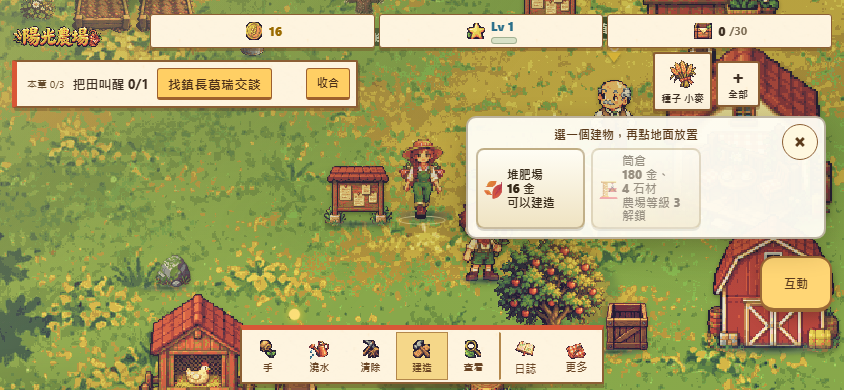 陽光農場
16
Lv 1
0 /30
本章 0/3 把田叫醒 0/1 找鎮長葛瑞交談 收合
種子 小麥
+
全部
選一個建物，再點地面放置
×
堆肥場
16 金
可以建造
筒倉
180 金、
4 石材
農場等級 3
解鎖
互動
手 澆水 清除 建造 查看 日誌 更多